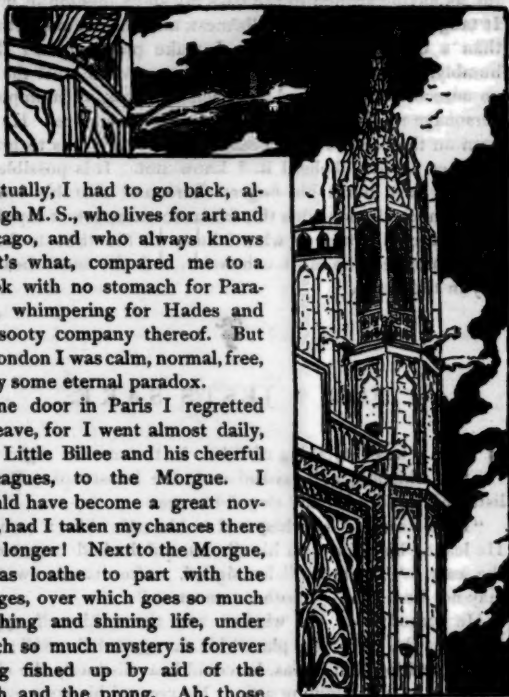 tually, I had to go back, al-
gh M. S., who lives for art and
cago, and who always knows
t's what, compared me to a
ok with no stomach for Para-
whimpering for Hades and
sooty company thereof. But
ondon I was calm, normal, free,
y some eternal paradox.
ne door in Paris I regretted
eave, for I went almost daily,
Little Billee and his cheerful
eagues, to the Morgue. I
ld have become a great nov-
had I taken my chances there
longer! Next to the Morgue,
as loathe to part with the
ges, over which goes so much
hing and shining life, under
ch so much mystery is forever
g fished up by aid of the
h and the prong. Ah, those